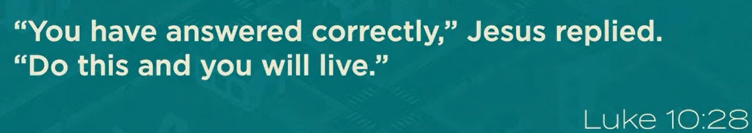 “You have answered correctly,” Jesus replied.
“Do this and you will live.”
Luke 10:28